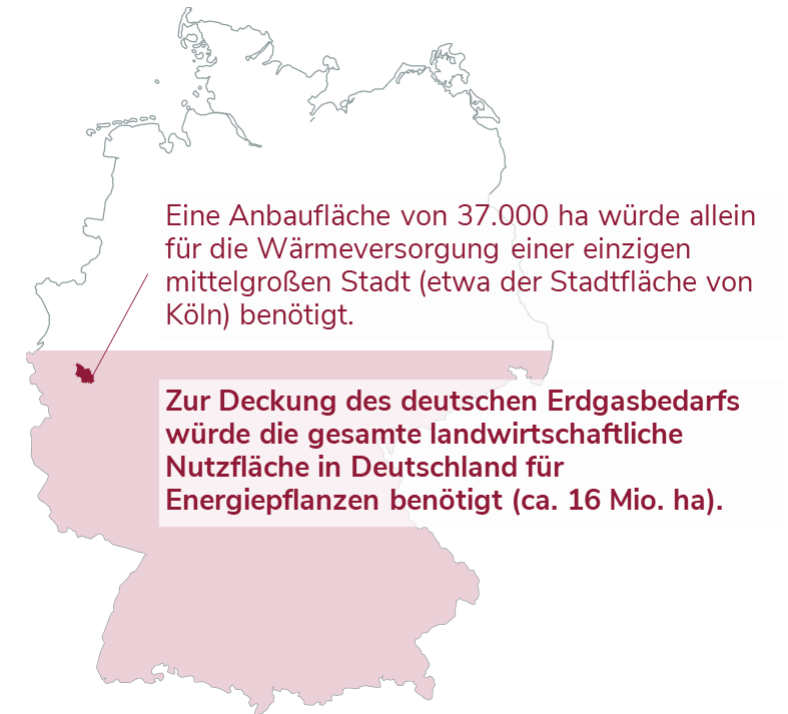 Eine Anbaufläche von 37.000 ha würde allein
für die Wärmeversorgung einer einzigen
mittelgroßen Stadt (etwa der Stadtfläche von
Köln) benötigt.
Zur Deckung des deutschen Erdgasbedarfs
würde die gesamte landwirtschaftliche
Nutzfläche in Deutschland für
Energiepflanzen benötigt (ca. 16 Mio. ha).